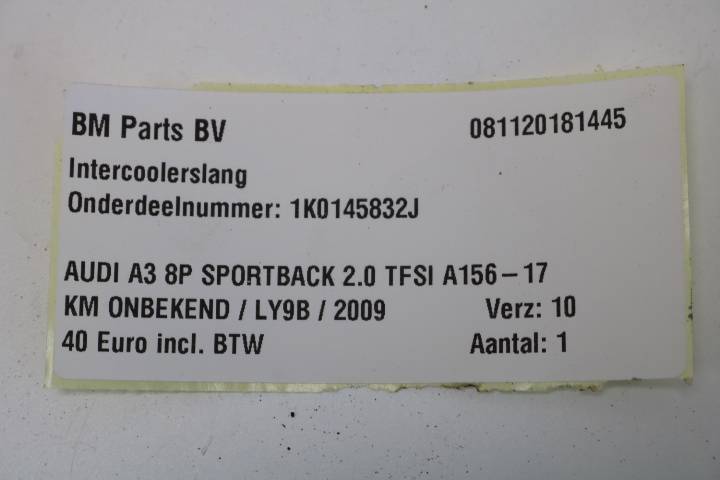 BM Parts BV 081120181445
Intercoolerslang
Onderdeelnummer: 1K0145832J
AUDI A3 8P SPORTBACK 2.0 TFSI A156-17
KM ONBEKEND / LY9B / 2009 Verz: 10
40 Euro incl. BTW Aantal: 1